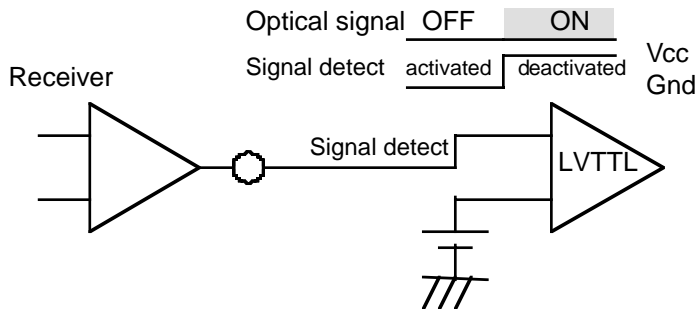 Optical signal OFF ON
Signal detect activated deactivated Vcc
Gnd
Receiver
Signal detect
LVTTL